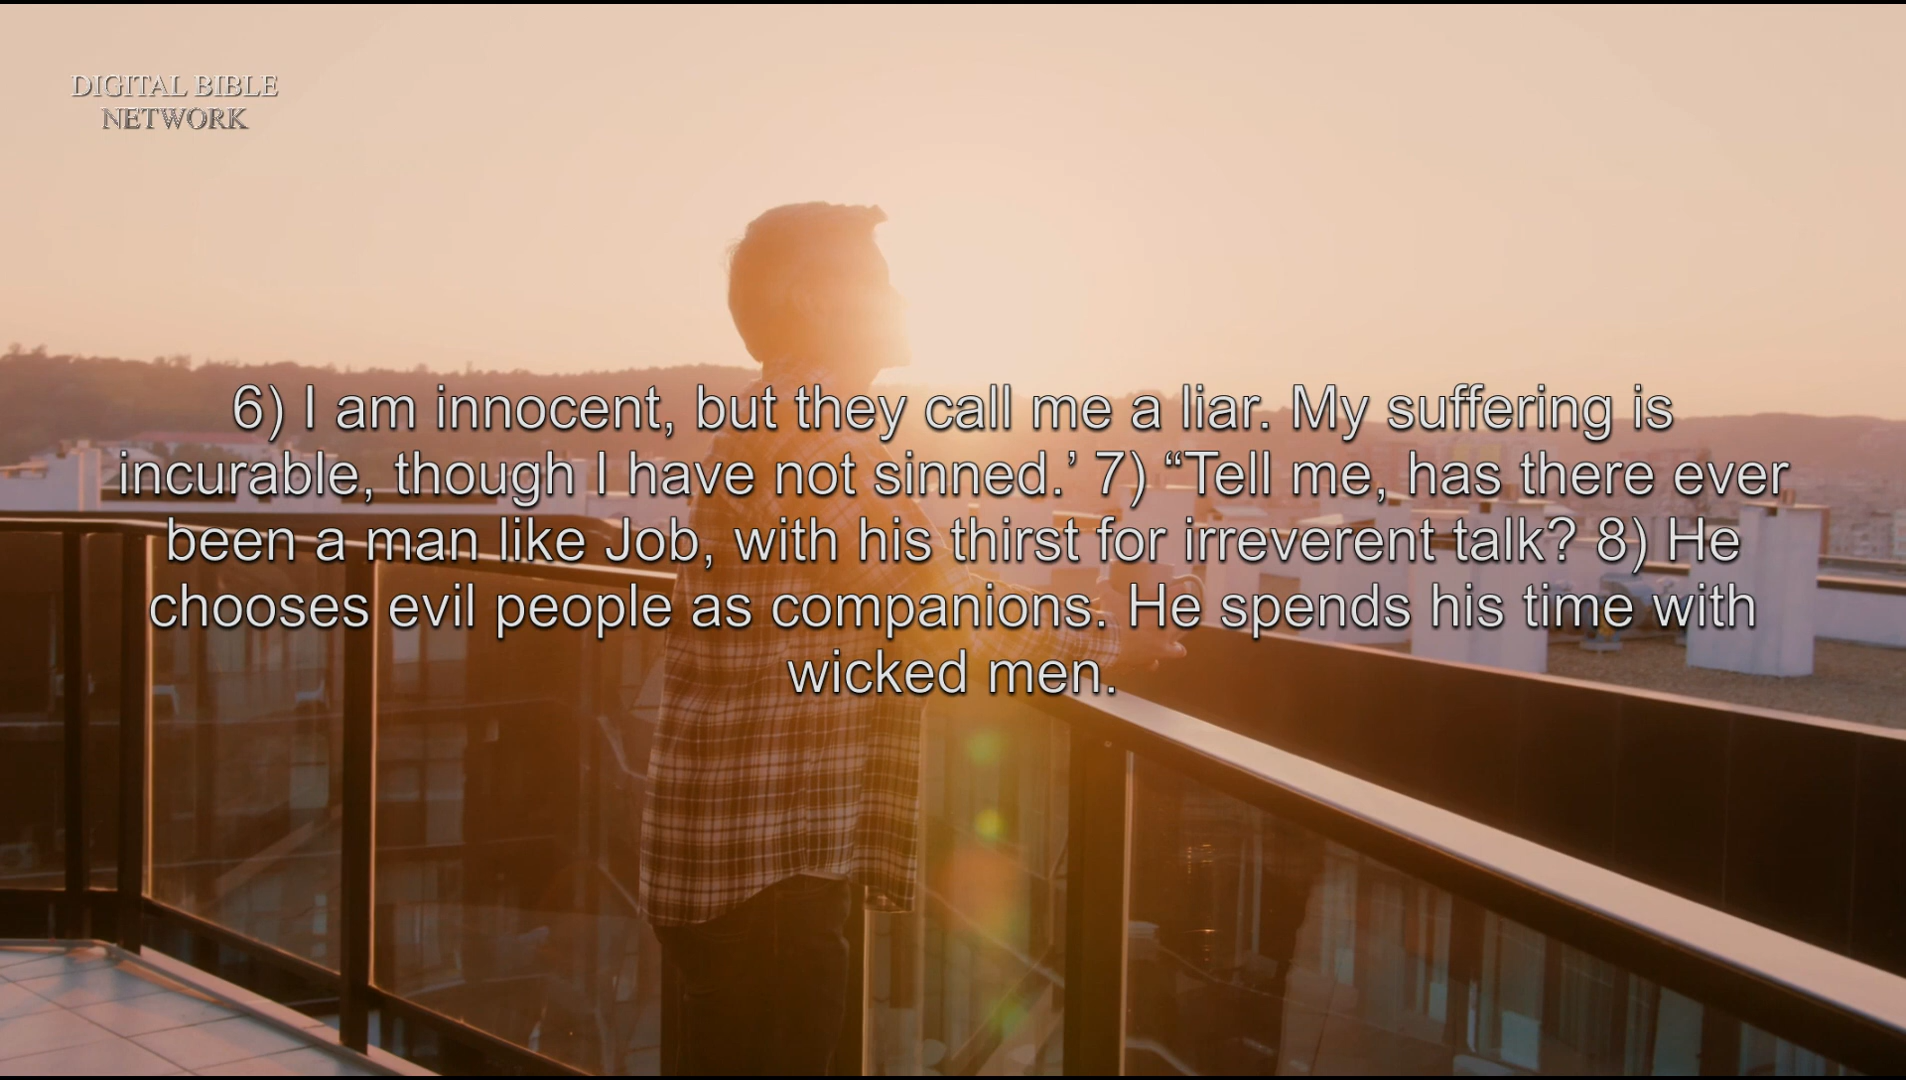 DIGITAL BIBLE
NETWORK
6) I am innocent, but they call me a liar. My suffering is
incurable, though I have not sinned.’ 7) “Tell me, has there ever
been a man like Job, with his thirst for irreverent talk? 8) He
chooses evil people as companions. He spends his time with
wicked men.